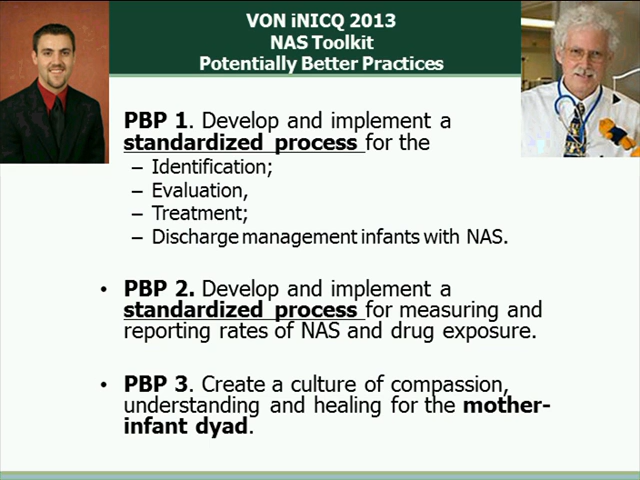 VON iNICQ 2013
NAS Toolkit
Potentially Better Practices
PBP 1. Develop and implement a
standardized process for the
– Identification;
– Evaluation,
– Treatment;
– Discharge management infants with NAS.
• PBP 2. Develop and implement a
standardized process for measuring and
reporting rates of NAS and drug exposure.
• PBP 3. Create a culture of compassion,
understanding and healing for the mother-
infant dyad.